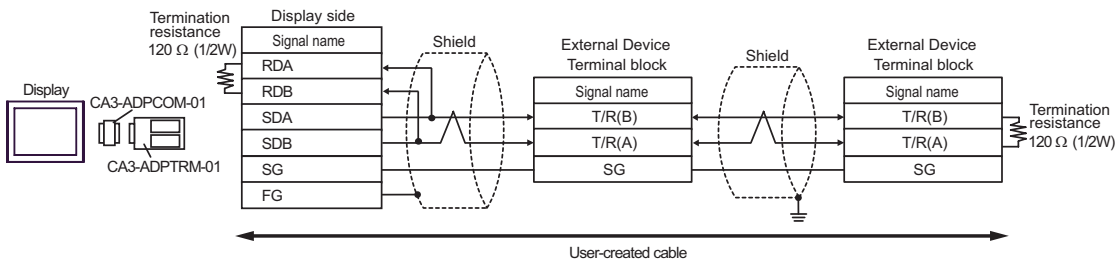 Termination
resistance
120 Ω (1/2W)
Display
CA3-ADPCOM-01
CA3-ADPTRM-01
Display side
Signal name
RDA
RDB
SDA
SDB
SG
FG
Shield
External Device
Terminal block
Signal name
T/R(B)
T/R(A)
SG
Shield
External Device
Terminal block
Signal name
T/R(B)
T/R(A)
SG
Termination
resistance
120 Ω (1/2W)
User-created cable